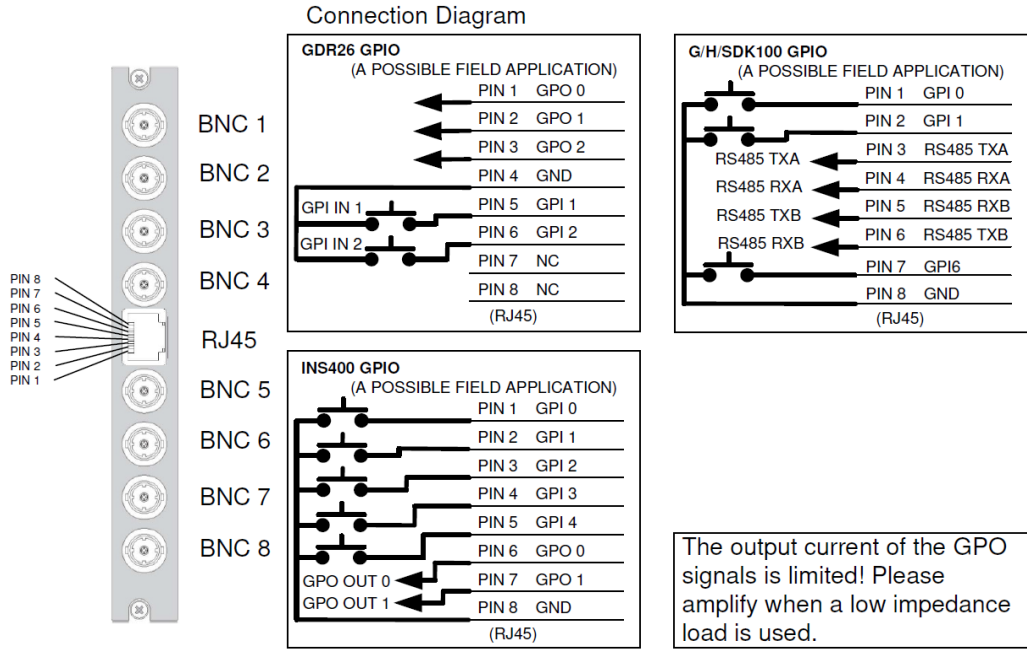 Connection Diagram
BNC 1
BNC 2
BNC 3
BNC 4
RJ45
BNC 5
BNC 6
BNC 7
BNC 8
PIN 8
PIN 7
PIN 6
PIN 5
PIN 4
PIN 3
PIN 2
PIN 1
GDR26 GPIO
(A POSSIBLE FIELD APPLICATION)
PIN 1 GPO 0
PIN 2 GPO 1
PIN 3 GPO 2
PIN 4 GND
GPI IN 1
PIN 5 GPI 1
GPI IN 2
PIN 6 GPI 2
PIN 7 NC
PIN 8 NC
(RJ45)
G/H/SDK100 GPIO
(A POSSIBLE FIELD APPLICATION)
PIN 1 GPI 0
PIN 2 GPI 1
RS485 TXA
PIN 3 RS485 TXA
RS485 RXA
PIN 4 RS485 RXA
RS485 TXB
PIN 5 RS485 RXB
RS485 RXB
PIN 6 RS485 TXB
PIN 7 GPI6
PIN 8 GND
(RJ45)
INS400 GPIO
(A POSSIBLE FIELD APPLICATION)
PIN 1 GPI 0
PIN 2 GPI 1
PIN 3 GPI 2
PIN 4 GPI 3
PIN 5 GPI 4
PIN 6 GPO 0
GPO OUT 0
PIN 7 GPO 1
GPO OUT 1
PIN 8 GND
(RJ45)
The output current of the GPO
signals is limited! Please
amplify when a low impedance
load is used.